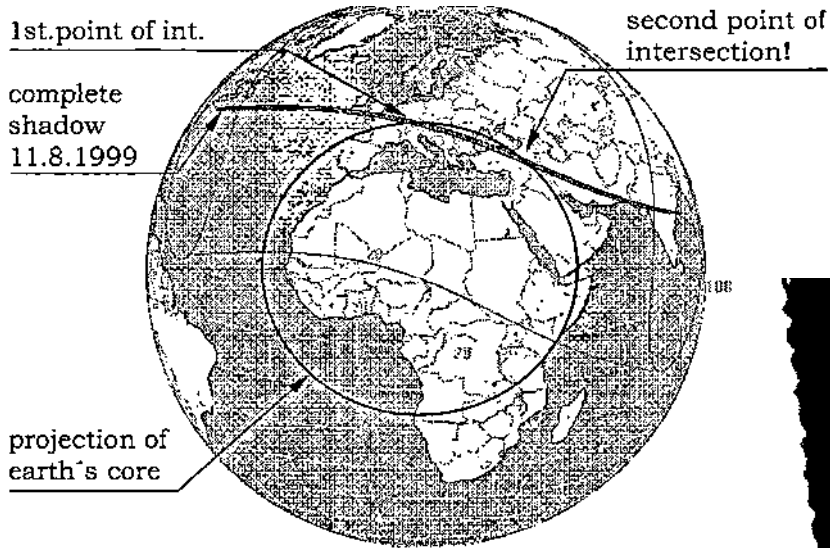 1st.point of int.
second point of
intersection!
complete
shadow
11.8.1999
projection of
earth´s core